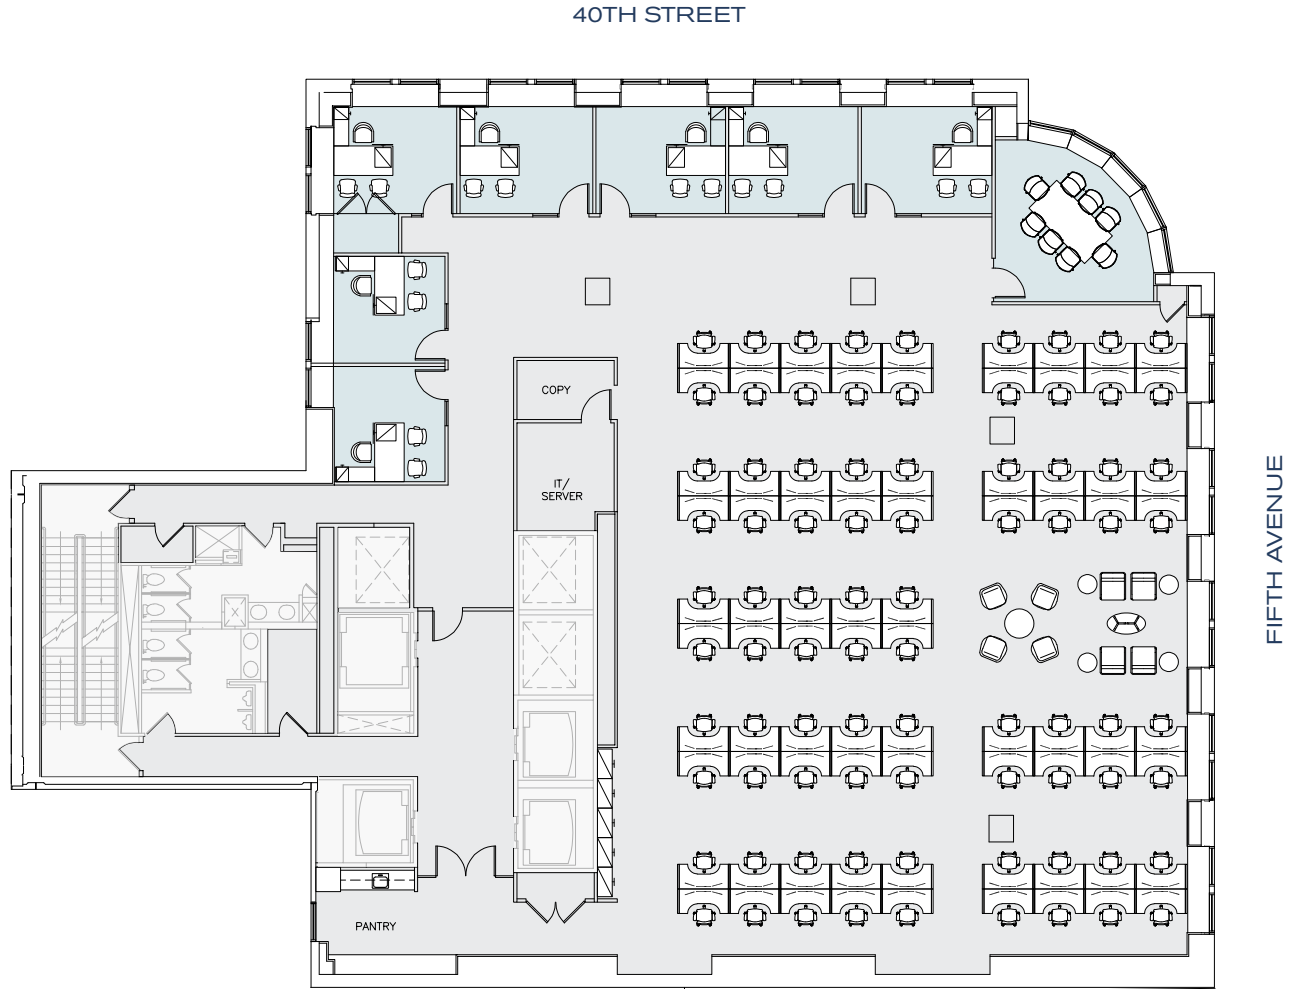 40TH STREET
COPY
IT/
SERVER
FIFTH AVENUE
PANTRY